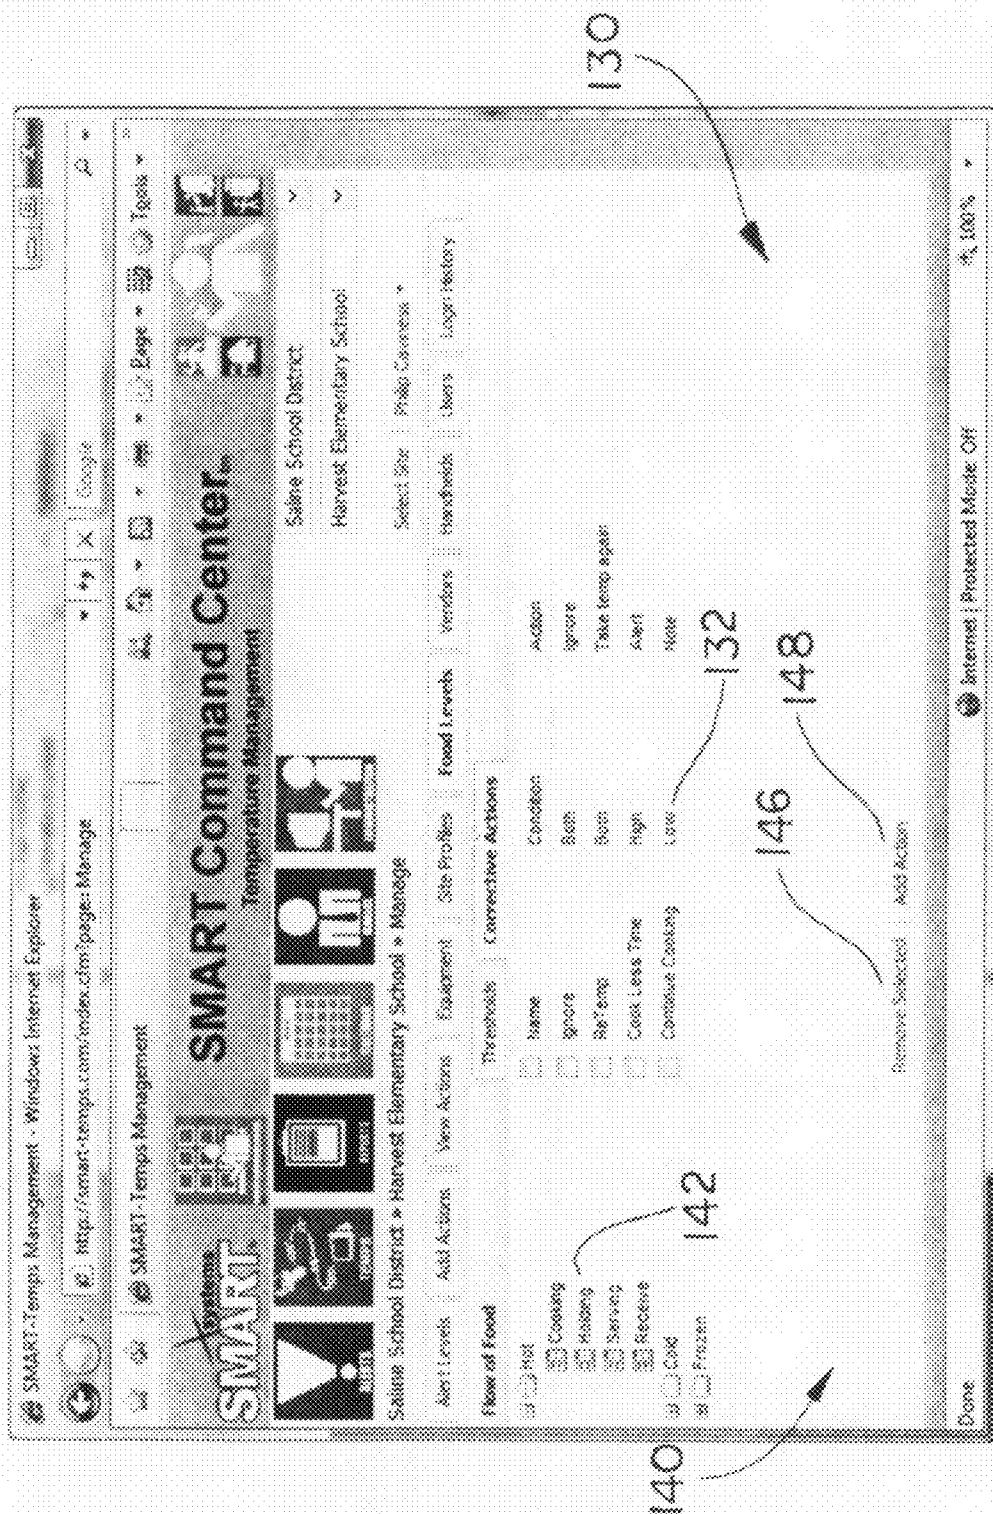 SMART-Temps Management - Windows Internet Explorer
http://smart-temps.com/index.cfm?page=Manage
Google
SMART-Temps Management
Page
Tools
SMART Systems
SMART Command Center
Temperature Management
Saline School District
Harvest Elementary School
Saline School District » Harvest Elementary School » Manage
Select Site
Alert Levels Add Actions View Actions Equipment Site Profiles Food Levels Vendors Handhelds Users Login History
Flow of Food
Thresholds Corrective Actions
Hot
Cooking
Holding
Serving
Receive
Cold
Frozen
Name Condition Action
Ignore Both Ignore
ReTemp Both Take temp again
Cook Less Time High Alert
Continue Cooking Low Note
Remove Selected Add Action
Done
Internet | Protected Mode: Off
100%
130
132
140
142
146
148